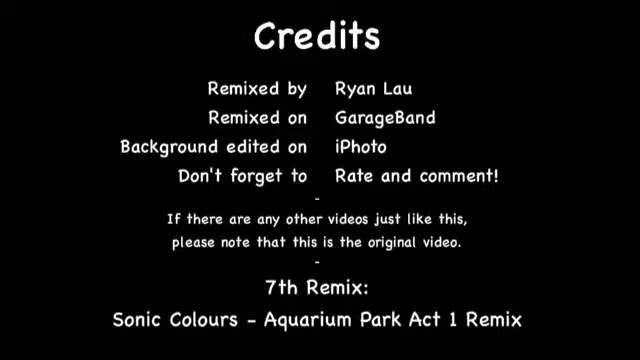 Credits
Remixed by Ryan Lau
Remixed on GarageBand
Background edited on iPhoto
Don't forget to Rate and comment!
-
If there are any other videos just like this,
please note that this is the original video.
-
7th Remix:
Sonic Colours - Aquarium Park Act 1 Remix